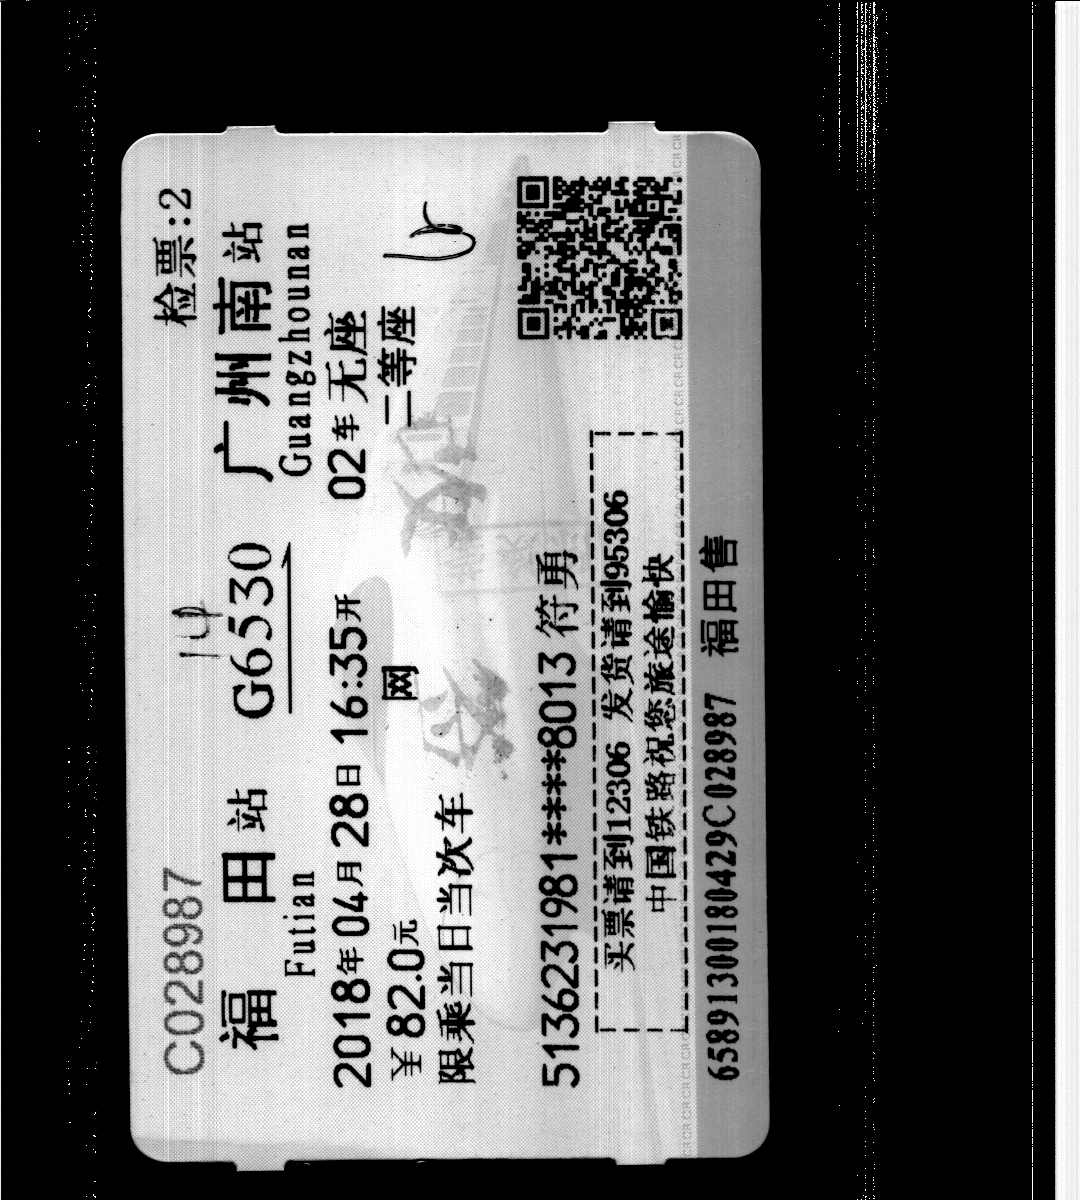 C028987 检票:2
14
福田站 G6530 广州南站
Futian Guangzhounan
2018年04月28日 16:35开 02车无座
¥82.0元 网 二等座
限乘当日当次车
5136231981****8013 符勇
买票请到12306 发货请到95306
中国铁路祝您旅途愉快
65891300180429C028987 福田售